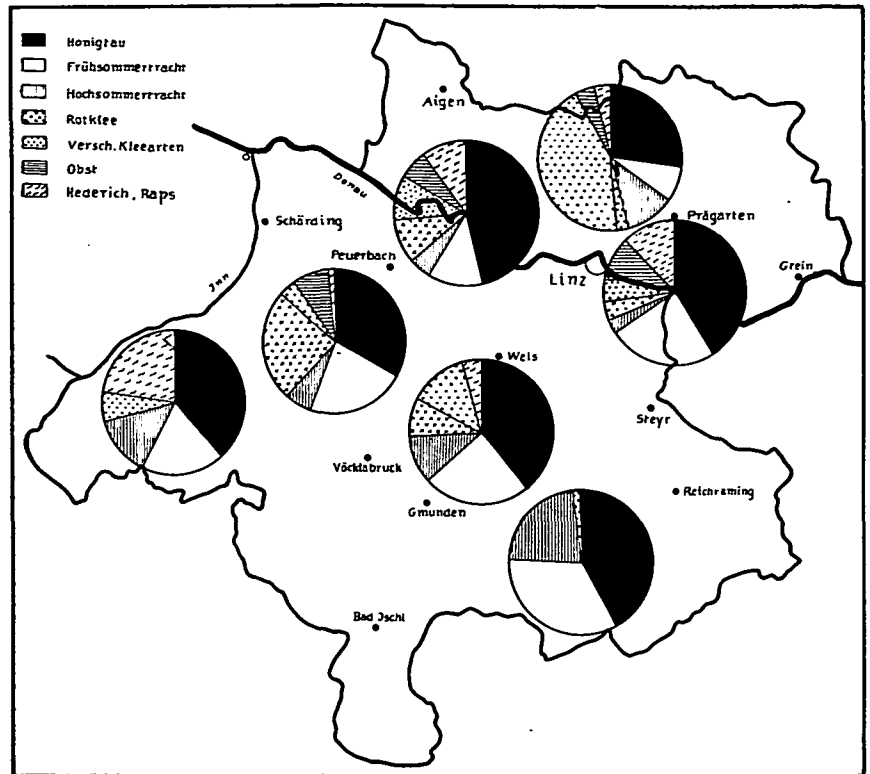 Honigtau
Frühsommertracht
Hochsommertracht
Rotklee
Versch. Kleearten
Obst
Hederich, Raps
Aigen
Donau
Schärding
Prägarten
Peuerbach
Linz
Grein
Inn
Wels
Steyr
Vöcklabruck
Reichraming
Gmunden
Bad Ischl